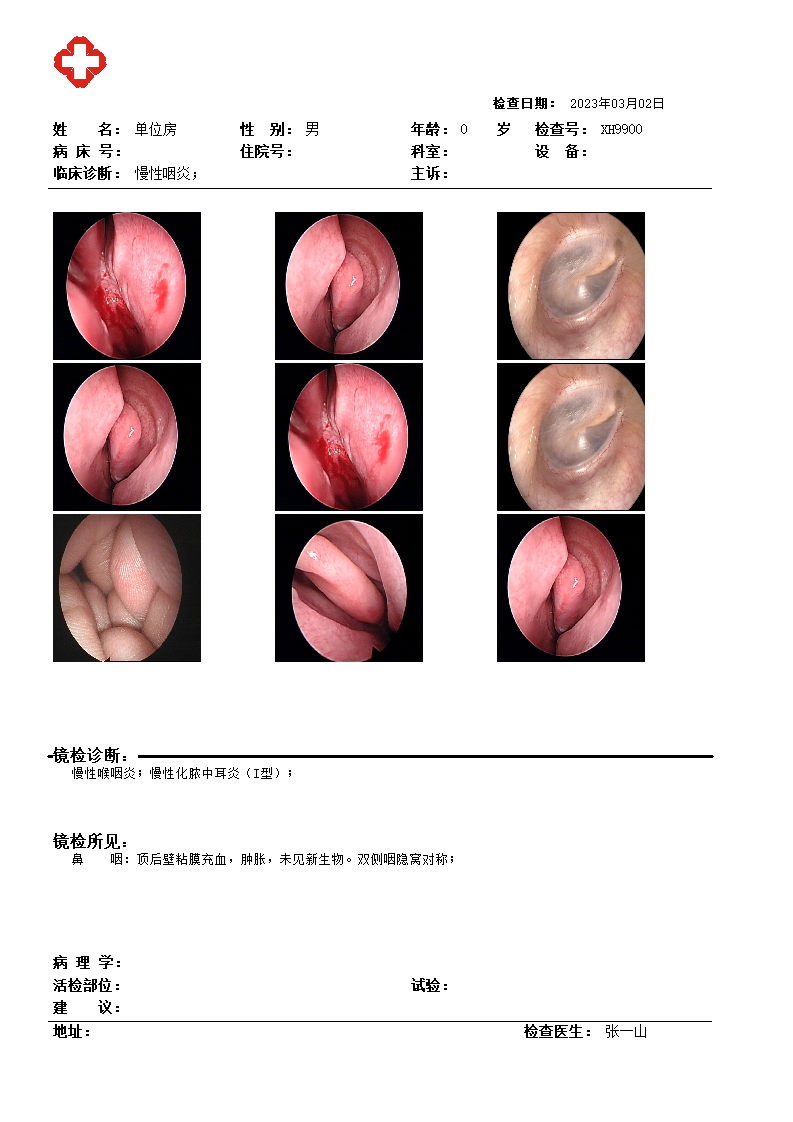 检查日期: 2023年03月02日
姓 名: 单位房 性 别: 男 年龄: 0 岁 检查号: XH9900
病 床 号: 住院号: 科室: 设 备:
临床诊断: 慢性咽炎; 主诉:
镜检诊断:
慢性喉咽炎; 慢性化脓中耳炎(I型);
镜检所见:
鼻 咽: 顶后壁粘膜充血, 肿胀, 未见新生物。双侧咽隐窝对称;
病 理 学:
活检部位: 试验:
建 议:
地址: 检查医生: 张一山